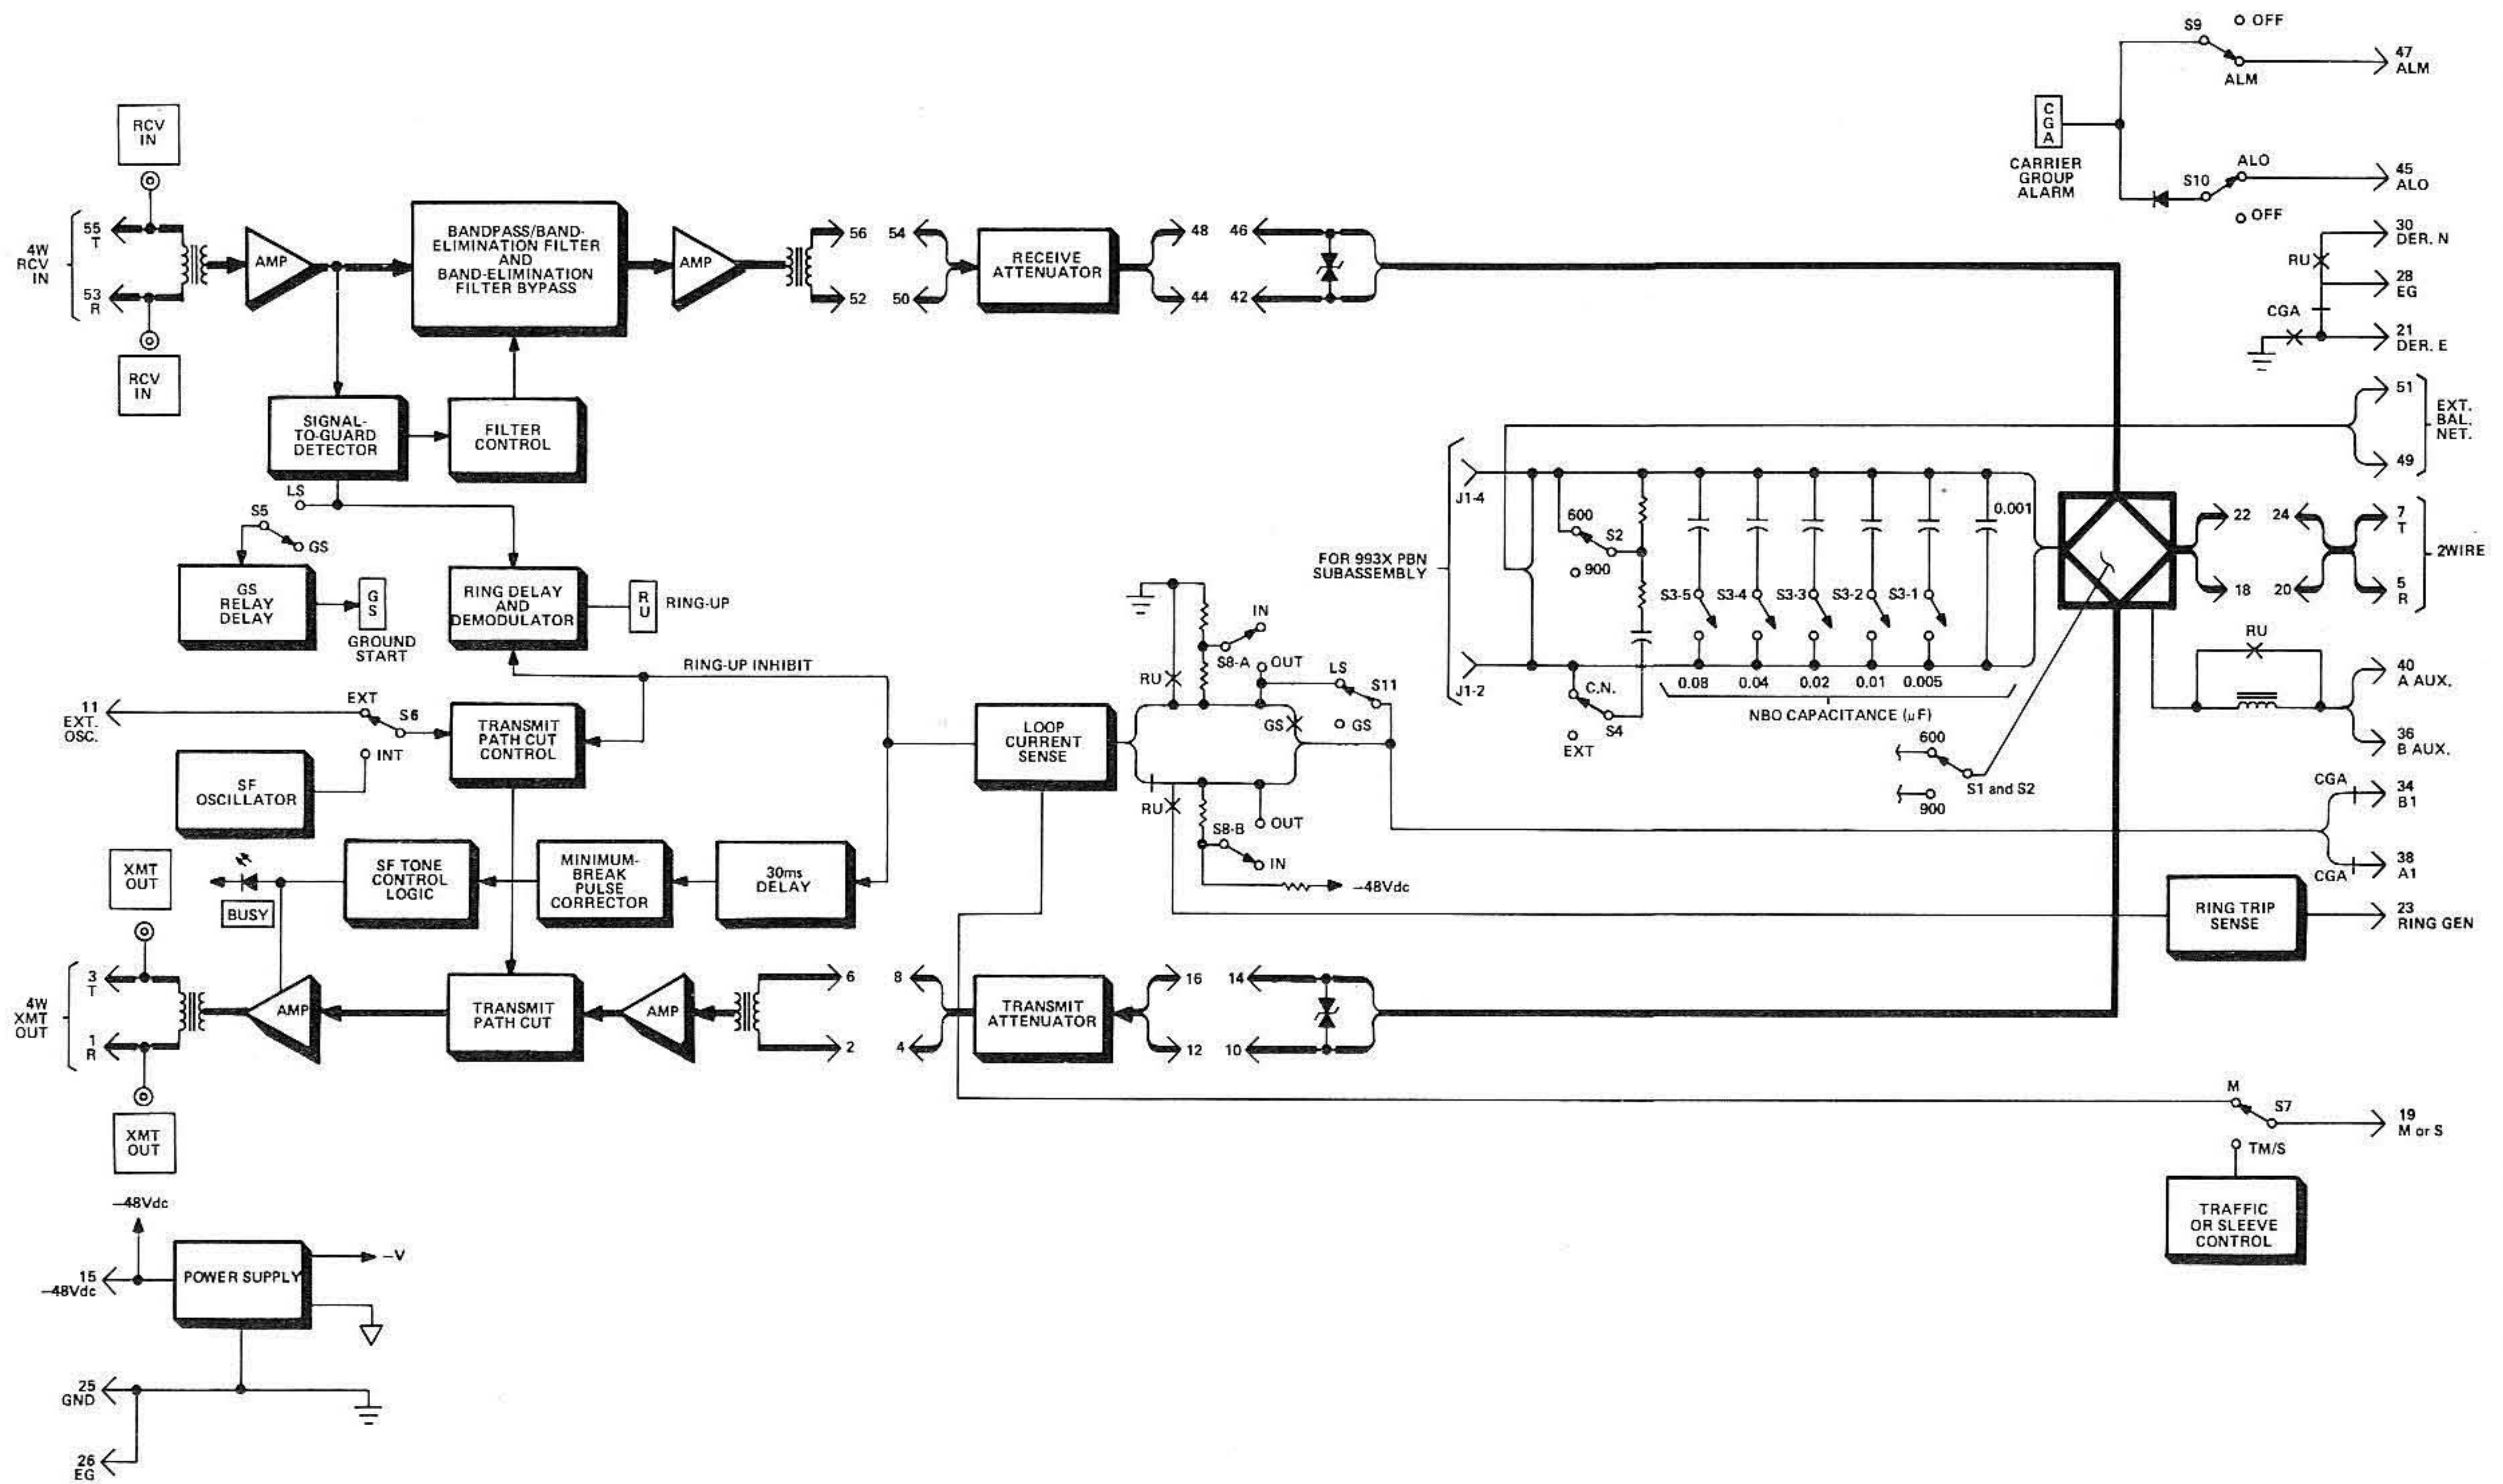 S9
OFF
47
ALM
ALM
CGA
CARRIER
GROUP
ALARM
S10
ALO
45
ALO
OFF
RCV
IN
4W
RCV
IN
55
T
53
R
AMP
BANDPASS/BAND-
ELIMINATION FILTER
AND
BAND-ELIMINATION
FILTER BYPASS
AMP
56
52
54
50
RECEIVE
ATTENUATOR
48
44
46
42
30
DER. N
RU
28
EG
CGA
21
DER. E
RCV
IN
SIGNAL-
TO-GUARD
DETECTOR
FILTER
CONTROL
51
EXT.
BAL.
NET.
49
LS
S5
GS
GS
RELAY
DELAY
GS
GROUND
START
RING DELAY
AND
DEMODULATOR
RU
RING-UP
RING-UP INHIBIT
FOR 993X PBN
SUBASSEMBLY
J1-4
J1-2
600
S2
900
C.N.
S4
EXT
S3-5
S3-4
S3-3
S3-2
S3-1
0.001
0.08
0.04
0.02
0.01
0.005
NBO CAPACITANCE (µF)
600
S1 and S2
900
22
18
24
20
7
T
2WIRE
5
R
RU
40
A AUX.
36
B AUX.
11
EXT.
OSC.
EXT
S6
INT
SF
OSCILLATOR
TRANSMIT
PATH CUT
CONTROL
LOOP
CURRENT
SENSE
IN
S8-A
OUT
LS
S11
RU
GS
GS
RU
S8-B
OUT
IN
–48Vdc
CGA
34
B1
38
A1
CGA
XMT
OUT
BUSY
SF TONE
CONTROL
LOGIC
MINIMUM-
BREAK
PULSE
CORRECTOR
30ms
DELAY
RING TRIP
SENSE
23
RING GEN
4W
XMT
OUT
3
T
1
R
AMP
TRANSMIT
PATH CUT
AMP
6
2
8
4
TRANSMIT
ATTENUATOR
16
12
14
10
XMT
OUT
M
S7
19
M or S
TM/S
TRAFFIC
OR SLEEVE
CONTROL
–48Vdc
15
–48Vdc
POWER SUPPLY
–V
25
GND
26
EG